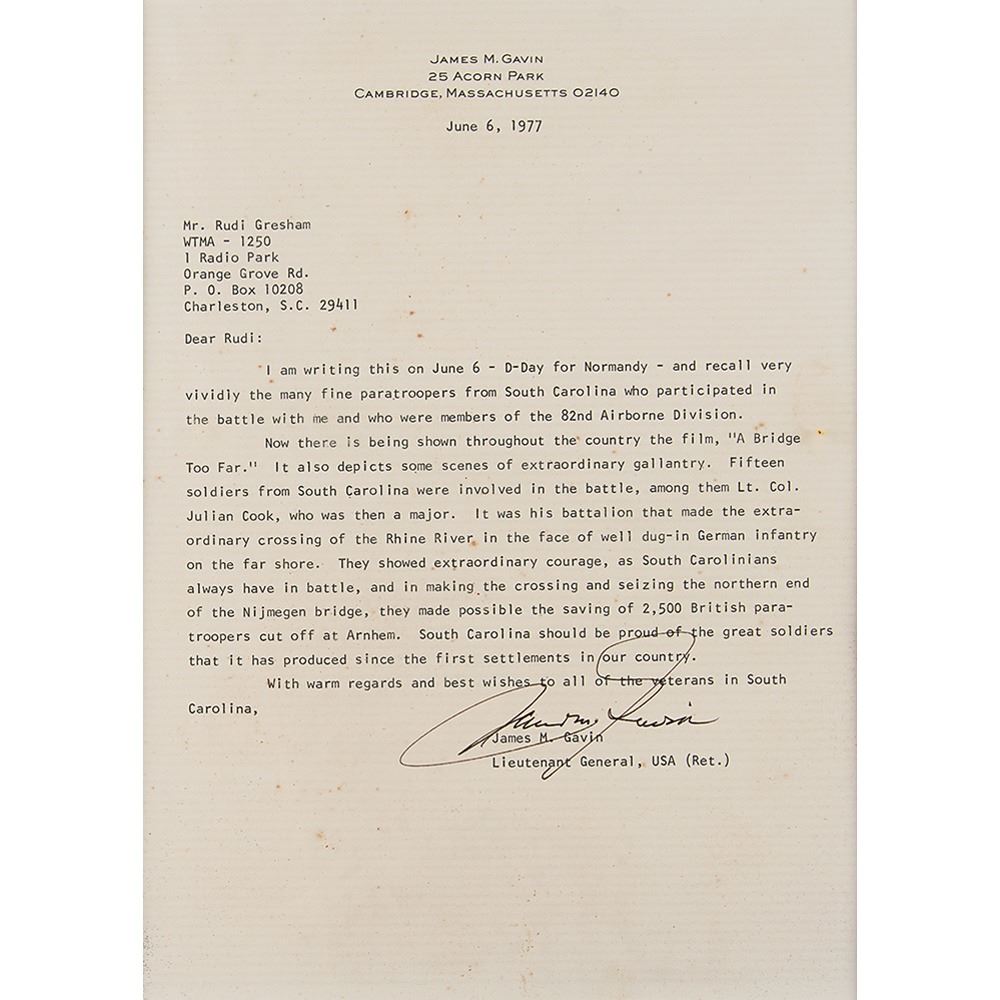 JAMES M. GAVIN
25 ACORN PARK
CAMBRIDGE, MASSACHUSETTS 02140
June 6, 1977
Mr. Rudi Gresham
WTMA - 1250
1 Radio Park
Orange Grove Rd.
P. O. Box 10208
Charleston, S.C. 29411
Dear Rudi:
I am writing this on June 6 - D-Day for Normandy - and recall very
vividly the many fine paratroopers from South Carolina who participated in
the battle with me and who were members of the 82nd Airborne Division.
Now there is being shown throughout the country the film, "A Bridge
Too Far." It also depicts some scenes of extraordinary gallantry. Fifteen
soldiers from South Carolina were involved in the battle, among them Lt. Col.
Julian Cook, who was then a major. It was his battalion that made the extra-
ordinary crossing of the Rhine River in the face of well dug-in German infantry
on the far shore. They showed extraordinary courage, as South Carolinians
always have in battle, and in making the crossing and seizing the northern end
of the Nijmegen bridge, they made possible the saving of 2,500 British para-
troopers cut off at Arnhem. South Carolina should be proud of the great soldiers
that it has produced since the first settlements in our country.
With warm regards and best wishes to all of the veterans in South
Carolina,
James M. Gavin
James M. Gavin
Lieutenant General, USA (Ret.)